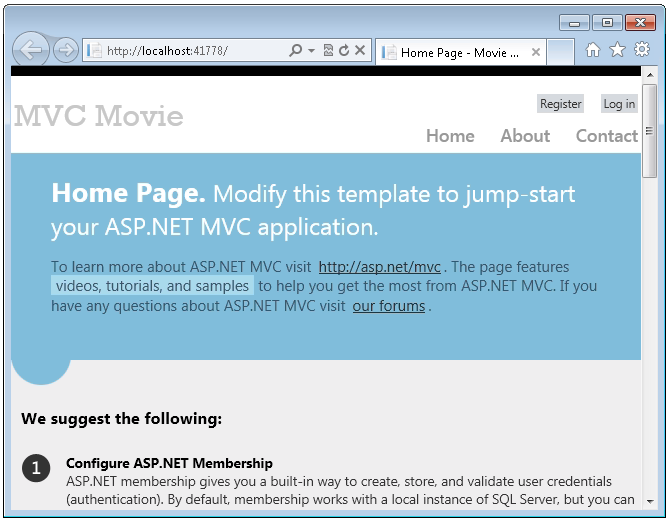 http://localhost:41778/
Home Page - Movie ...
Register Log in
MVC Movie
Home About Contact
Home Page. Modify this template to jump-start
your ASP.NET MVC application.
To learn more about ASP.NET MVC visit http://asp.net/mvc . The page features
videos, tutorials, and samples to help you get the most from ASP.NET MVC. If you
have any questions about ASP.NET MVC visit our forums .
We suggest the following:
1 Configure ASP.NET Membership
ASP.NET membership gives you a built-in way to create, store, and validate user credentials
(authentication). By default, membership works with a local instance of SQL Server, but you can